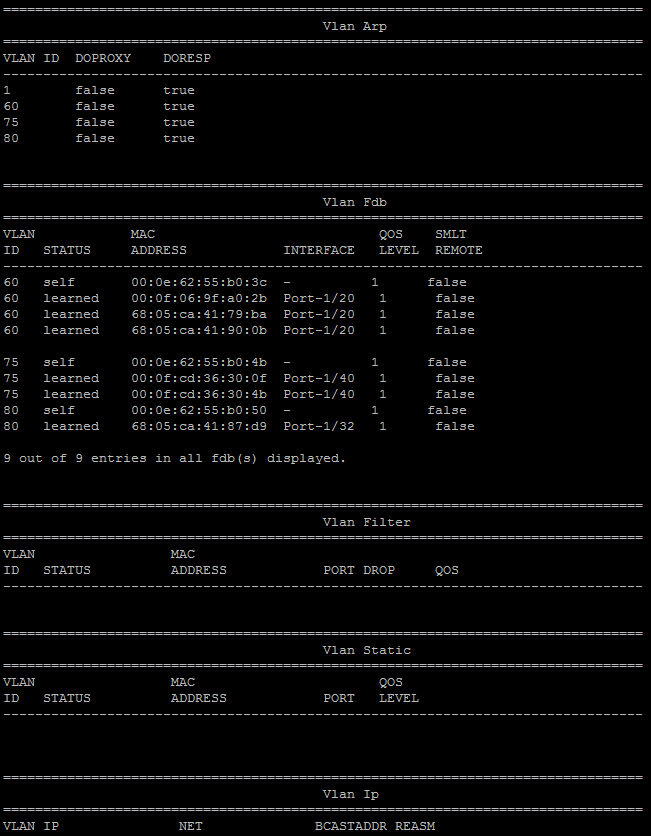 ================================================================================
                                        Vlan Arp
================================================================================
VLAN ID  DOPROXY    DORESP
--------------------------------------------------------------------------------
1        false      true
60       false      true
75       false      true
80       false      true
================================================================================
                                        Vlan Fdb
================================================================================
VLAN            MAC                            QOS    SMLT
ID   STATUS     ADDRESS            INTERFACE   LEVEL  REMOTE
--------------------------------------------------------------------------------
60   self       00:0e:62:55:b0:3c  -          1      false
60   learned    00:0f:06:9f:a0:2b  Port-1/20   1      false
60   learned    68:05:ca:41:79:ba  Port-1/20   1      false
60   learned    68:05:ca:41:90:0b  Port-1/20   1      false
75   self       00:0e:62:55:b0:4b  -          1      false
75   learned    00:0f:cd:36:30:0f  Port-1/40   1      false
75   learned    00:0f:cd:36:30:4b  Port-1/40   1      false
80   self       00:0e:62:55:b0:50  -          1      false
80   learned    68:05:ca:41:87:d9  Port-1/32   1      false
9 out of 9 entries in all fdb(s) displayed.
================================================================================
                                        Vlan Filter
================================================================================
VLAN                 MAC
ID   STATUS          ADDRESS            PORT DROP     QOS
--------------------------------------------------------------------------------
================================================================================
                                        Vlan Static
================================================================================
VLAN                 MAC                       QOS
ID   STATUS          ADDRESS            PORT   LEVEL
--------------------------------------------------------------------------------
================================================================================
                                        Vlan Ip
================================================================================
VLAN IP               NET              BCASTADDR REASM